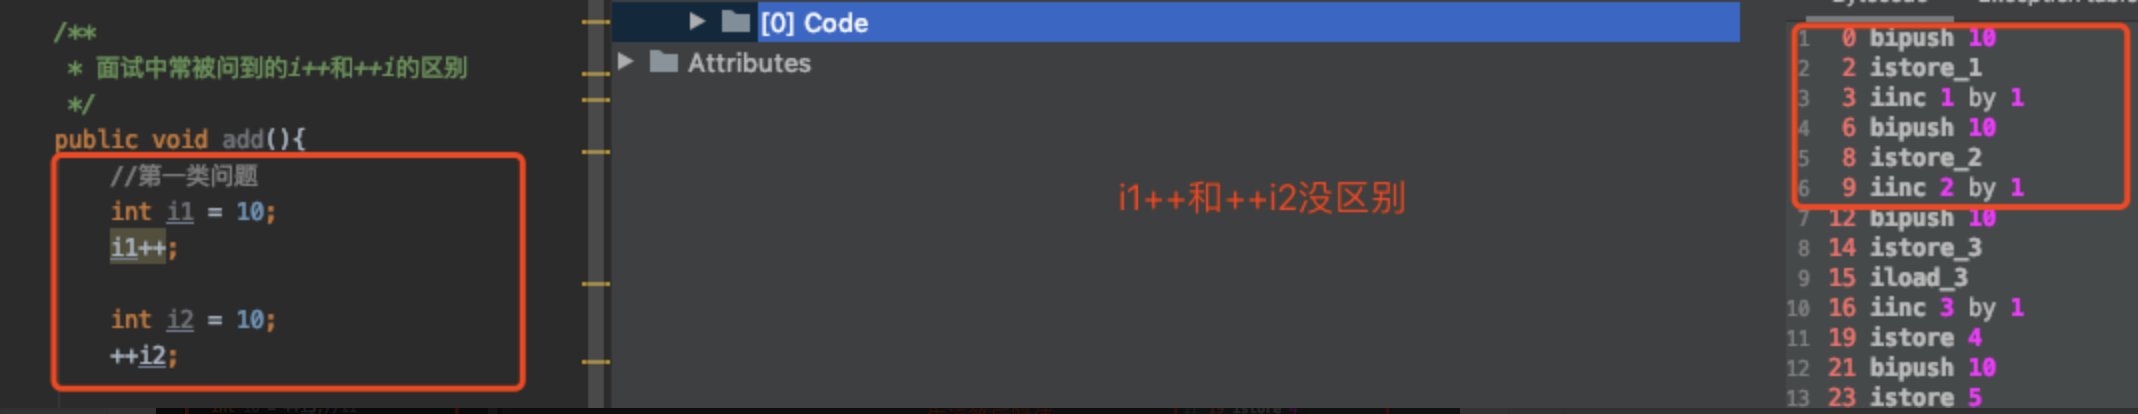 /**
* 面试中常被问到的i++和++i的区别
*/
public void add(){
//第一类问题
int i1 = 10;
i1++;
int i2 = 10;
++i2;
[0] Code
Attributes
i1++和++i2没区别
1 0 bipush 10
2 2 istore_1
3 3 iinc 1 by 1
4 6 bipush 10
5 8 istore_2
6 9 iinc 2 by 1
7 12 bipush 10
8 14 istore_3
9 15 iload_3
10 16 iinc 3 by 1
11 19 istore 4
12 21 bipush 10
13 23 istore 5